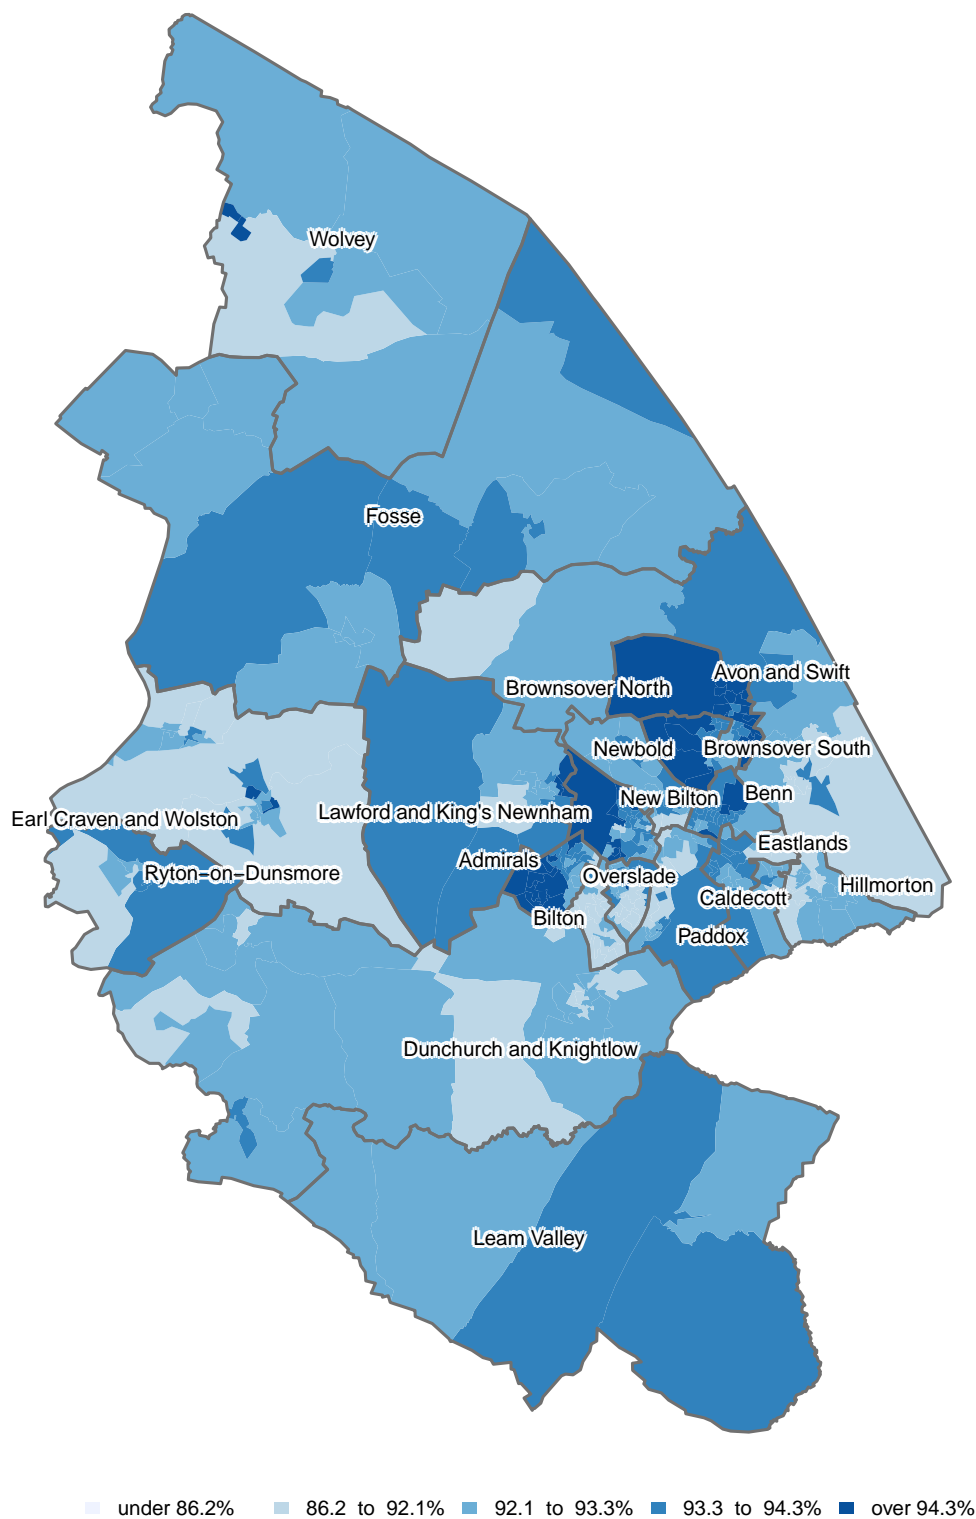 Wolvey
Fosse
Avon and Swift
Brownsover North
Newbold
Brownsover South
New Bilton
Benn
Earl Craven and Wolston
Lawford and King's Newnham
Eastlands
Admirals
Ryton-on-Dunsmore
Overslade
Hillmorton
Caldecott
Bilton
Paddox
Dunchurch and Knightlow
Leam Valley
under 86.2% 86.2 to 92.1% 92.1 to 93.3% 93.3 to 94.3% over 94.3%